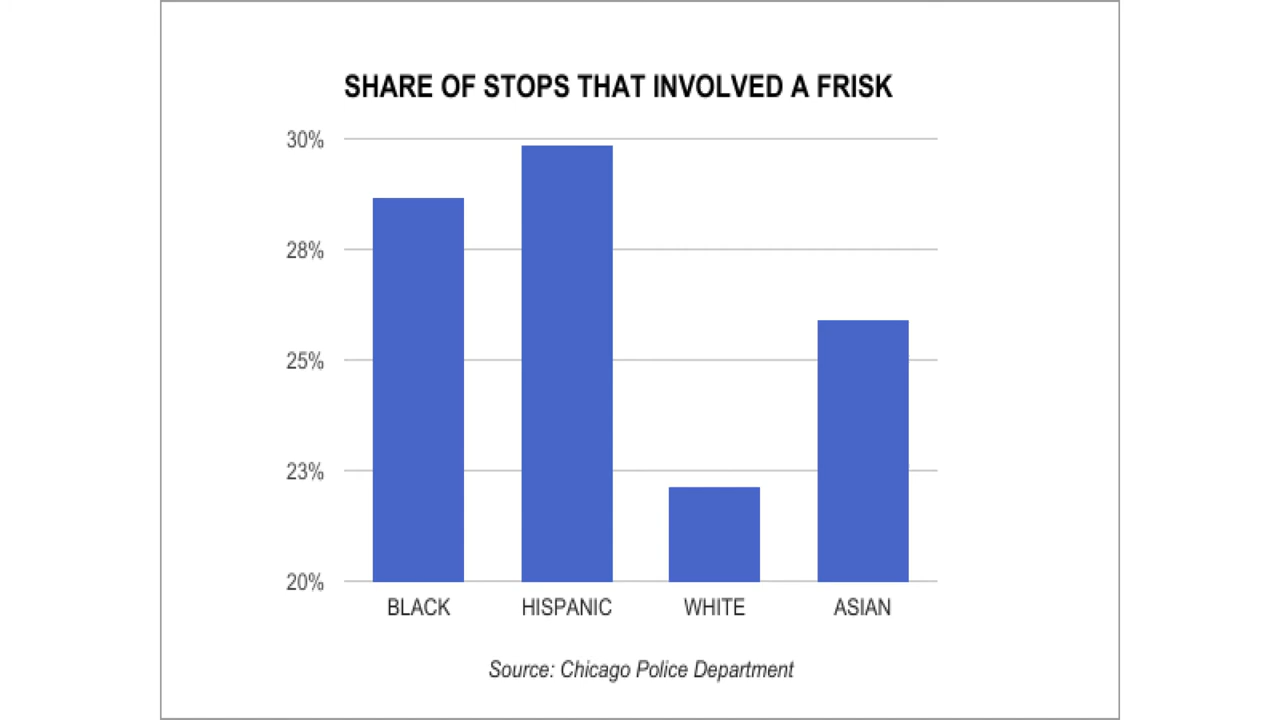 SHARE OF STOPS THAT INVOLVED A FRISK
30%
28%
25%
23%
20%
BLACK HISPANIC WHITE ASIAN
Source: Chicago Police Department